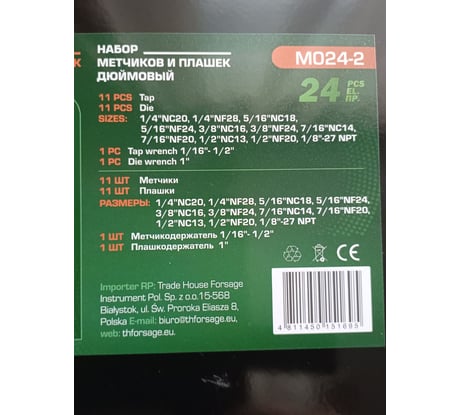 НАБОР
МЕТЧИКОВ И ПЛАШЕК
ДЮЙМОВЫЙ
M024-2
24 PCS
EL.
ПР.
11 PCS Tap
11 PCS Die
SIZES: 1/4"NC20, 1/4"NF28, 5/16"NC18,
5/16"NF24, 3/8"NC16, 3/8"NF24, 7/16"NC14,
7/16"NF20, 1/2"NC13, 1/2"NF20, 1/8"-27 NPT
1 PC Tap wrench 1/16"- 1/2"
1 PC Die wrench 1"
11 ШТ Метчики
11 ШТ Плашки
РАЗМЕРЫ: 1/4"NC20, 1/4"NF28, 5/16"NC18, 5/16"NF24,
3/8"NC16, 3/8"NF24, 7/16"NC14, 7/16"NF20,
1/2"NC13, 1/2"NF20, 1/8"-27 NPT
1 ШТ Метчикодержатель 1/16"- 1/2"
1 ШТ Плашкодержатель 1"
CE
Importer RP: Trade House Forsage
Instrument Pol. Sp. z o.o. 15-568
Białystok, ul. Św. Proroka Eliasza 8,
Polska E-mail: biuro@thforsage.eu,
web: thforsage.eu
4 811450 151695